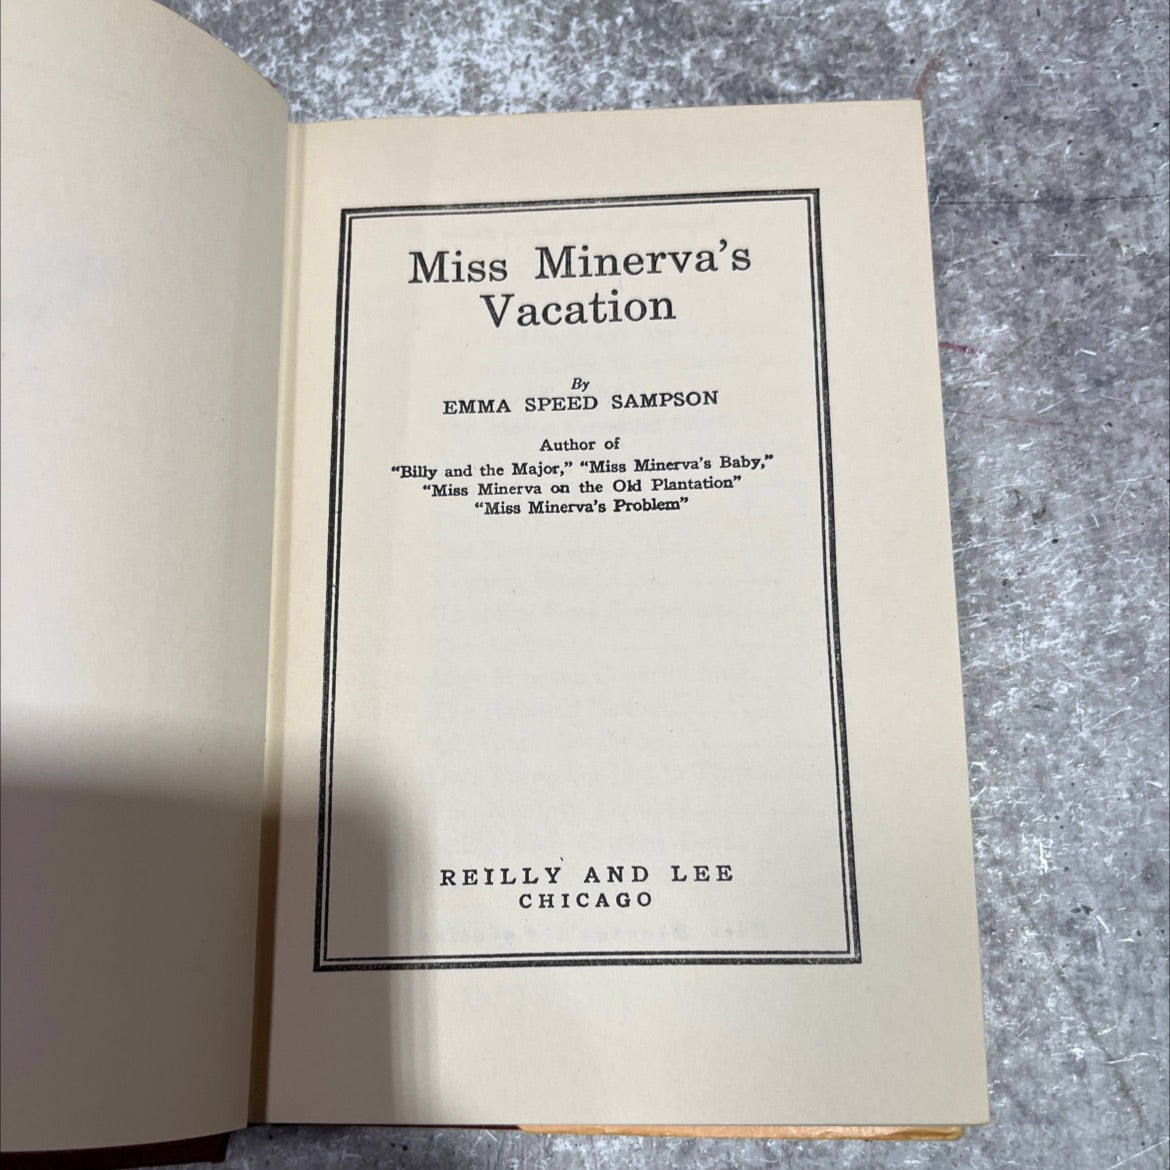 Miss Minerva's
Vacation
By
EMMA SPEED SAMPSON
Author of
“Billy and the Major,” “Miss Minerva's Baby,”
“Miss Minerva on the Old Plantation”
“Miss Minerva's Problem”
REILLY AND LEE
CHICAGO